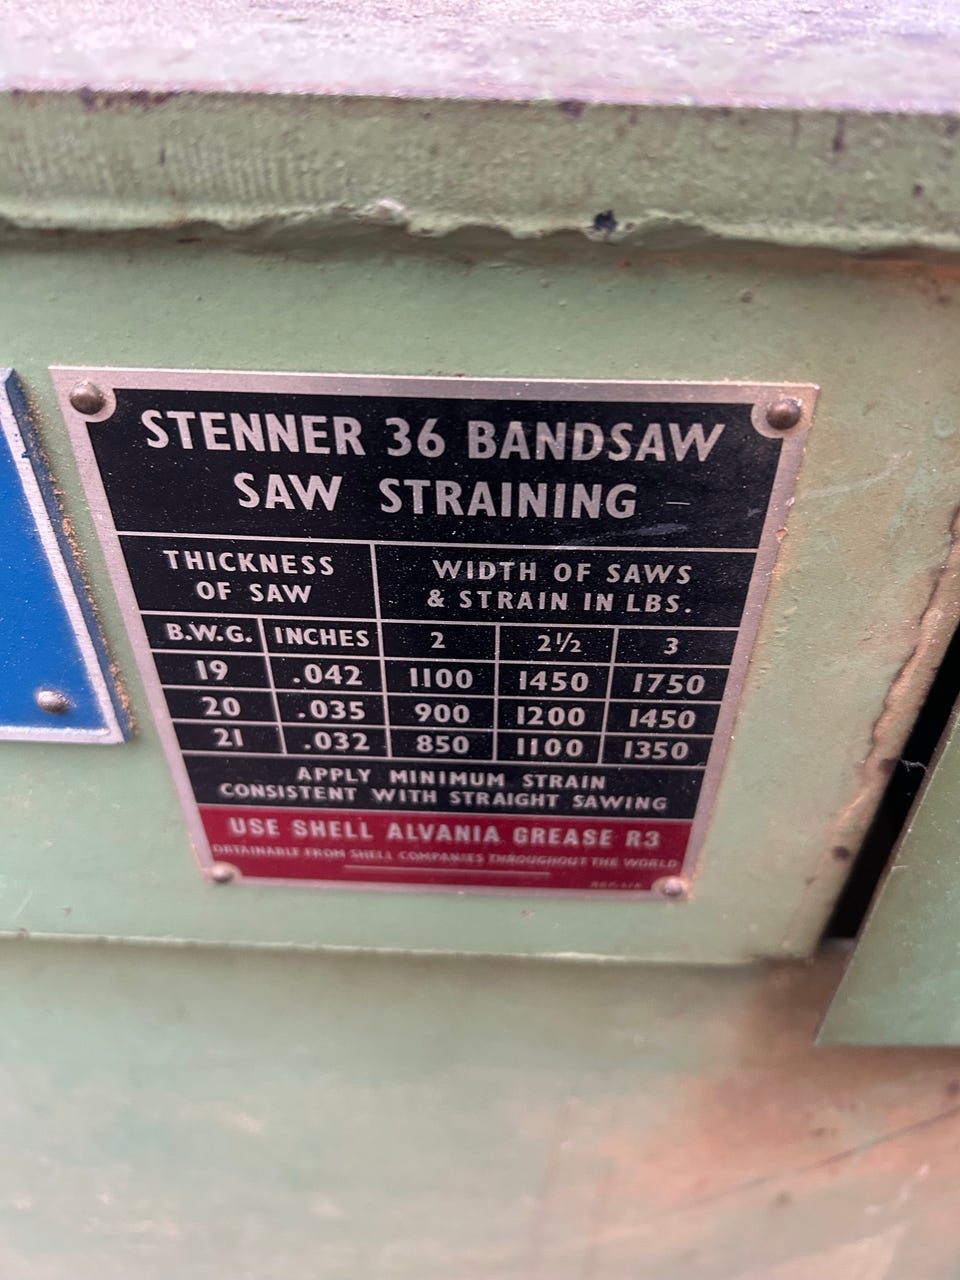 STENNER 36 BANDSAW
SAW STRAINING
THICKNESS
OF SAW
WIDTH OF SAWS
& STRAIN IN LBS.
B.W.G. INCHES 2 2½ 3
19 .042 1100 1450 1750
20 .035 900 1200 1450
21 .032 850 1100 1350
APPLY MINIMUM STRAIN
CONSISTENT WITH STRAIGHT SAWING
USE SHELL ALVANIA GREASE R3
OBTAINABLE FROM SHELL COMPANIES THROUGHOUT THE WORLD